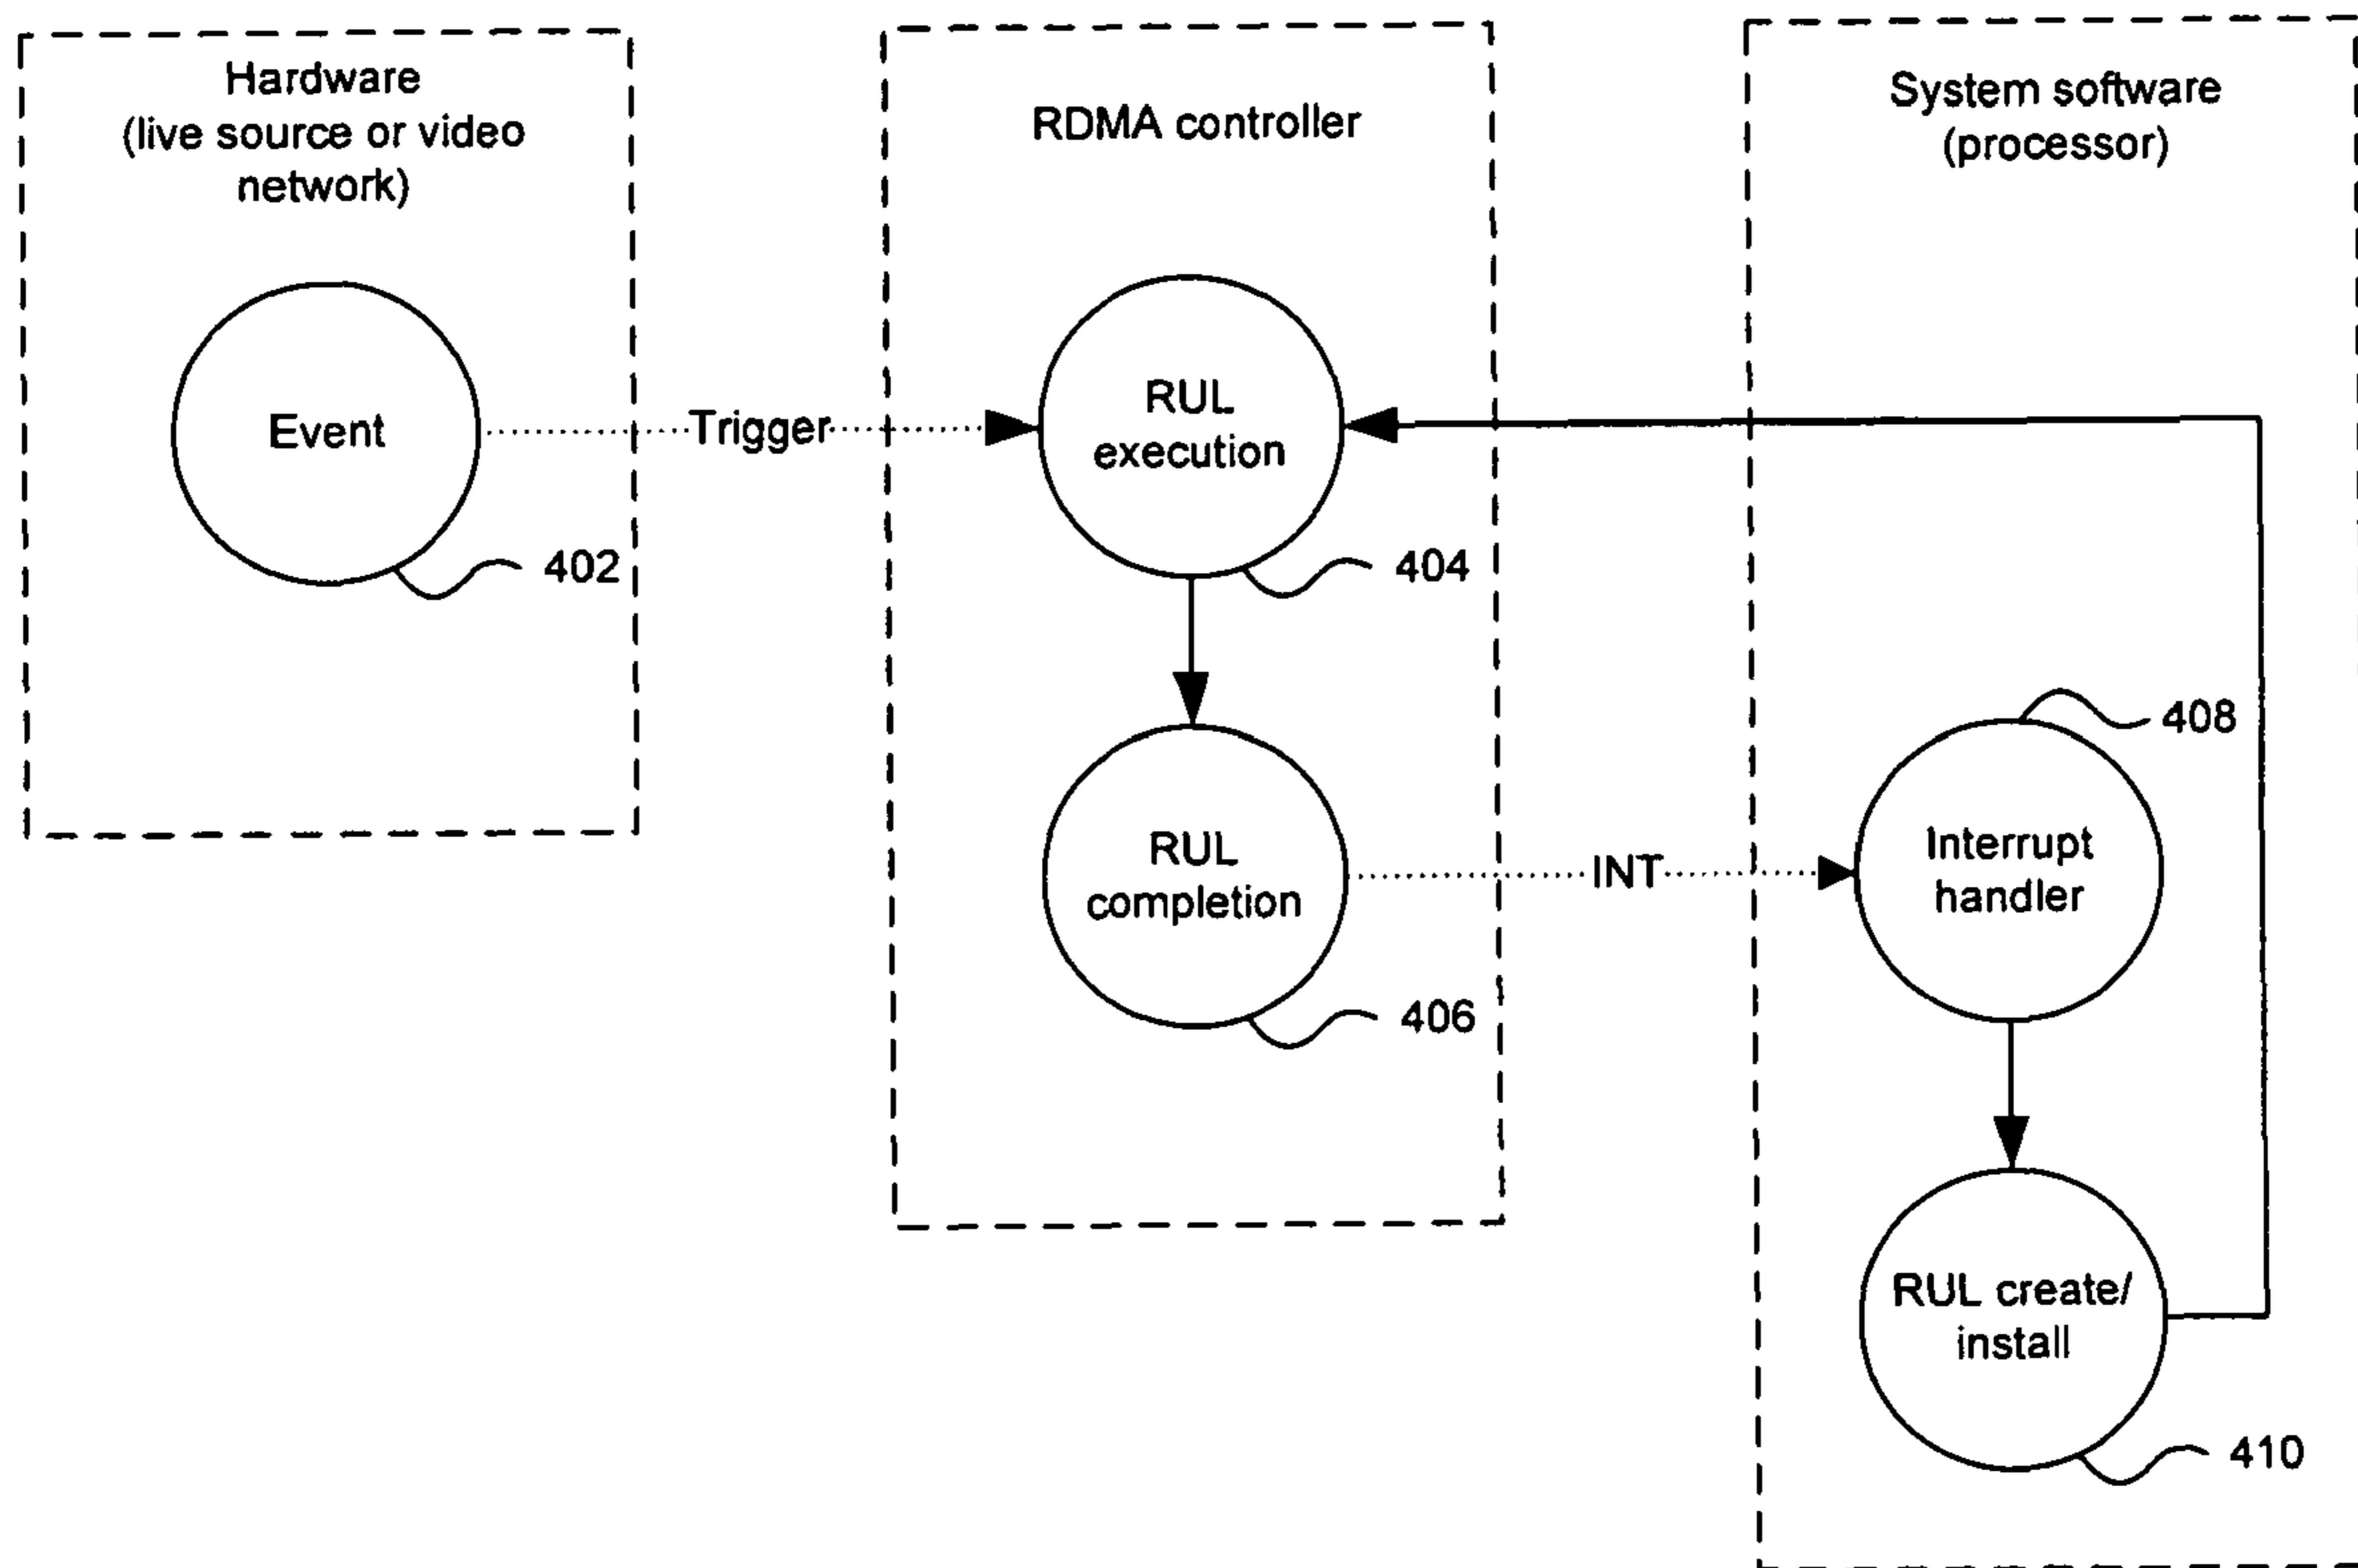 Hardware
(live source or video
network)
Event
402
Trigger
RDMA controller
RUL
execution
404
RUL
completion
406
INT
System software
(processor)
408
Interrupt
handler
RUL create/
install
410